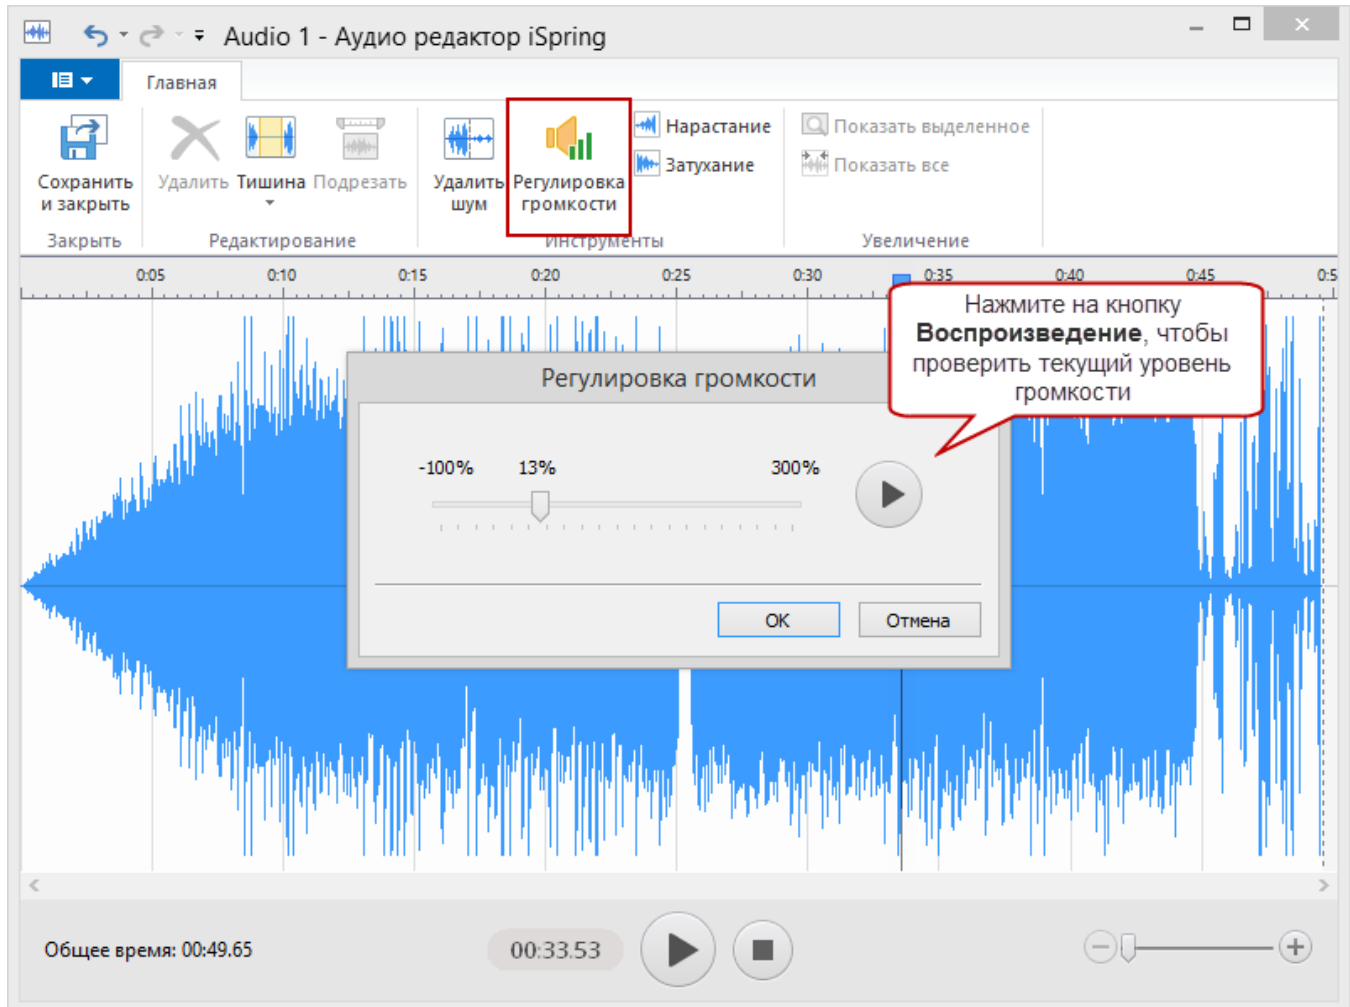 Audio 1 - Аудио редактор iSpring
Главная
Сохранить
и закрыть
Удалить
Тишина
Подрезать
Удалить
шум
Регулировка
громкости
Нарастание
Затухание
Показать выделенное
Показать все
Закрыть
Редактирование
Инструменты
Увеличение
0:05 0:10 0:15 0:20 0:25 0:30 0:35 0:40 0:45 0:5
Нажмите на кнопку
Воспроизведение, чтобы
проверить текущий уровень
громкости
Регулировка громкости
-100% 13% 300%
OK
Отмена
Общее время: 00:49.65
00:33.53